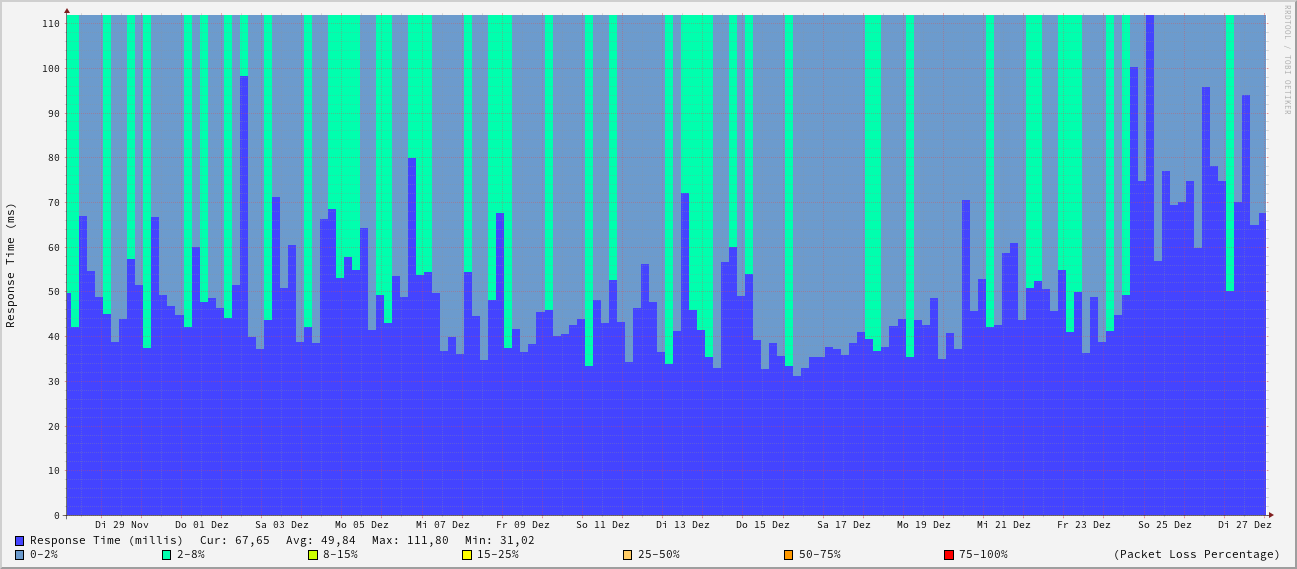 RRDTOOL / TOBI OETIKER
Response Time (ms)
110
100
90
80
70
60
50
40
30
20
10
0
Di 29 Nov Do 01 Dez Sa 03 Dez Mo 05 Dez Mi 07 Dez Fr 09 Dez So 11 Dez Di 13 Dez Do 15 Dez Sa 17 Dez Mo 19 Dez Mi 21 Dez Fr 23 Dez So 25 Dez Di 27 Dez
Response Time (millis) Cur: 67,65 Avg: 49,84 Max: 111,80 Min: 31,02
0-2% 2-8% 8-15% 15-25% 25-50% 50-75% 75-100% (Packet Loss Percentage)